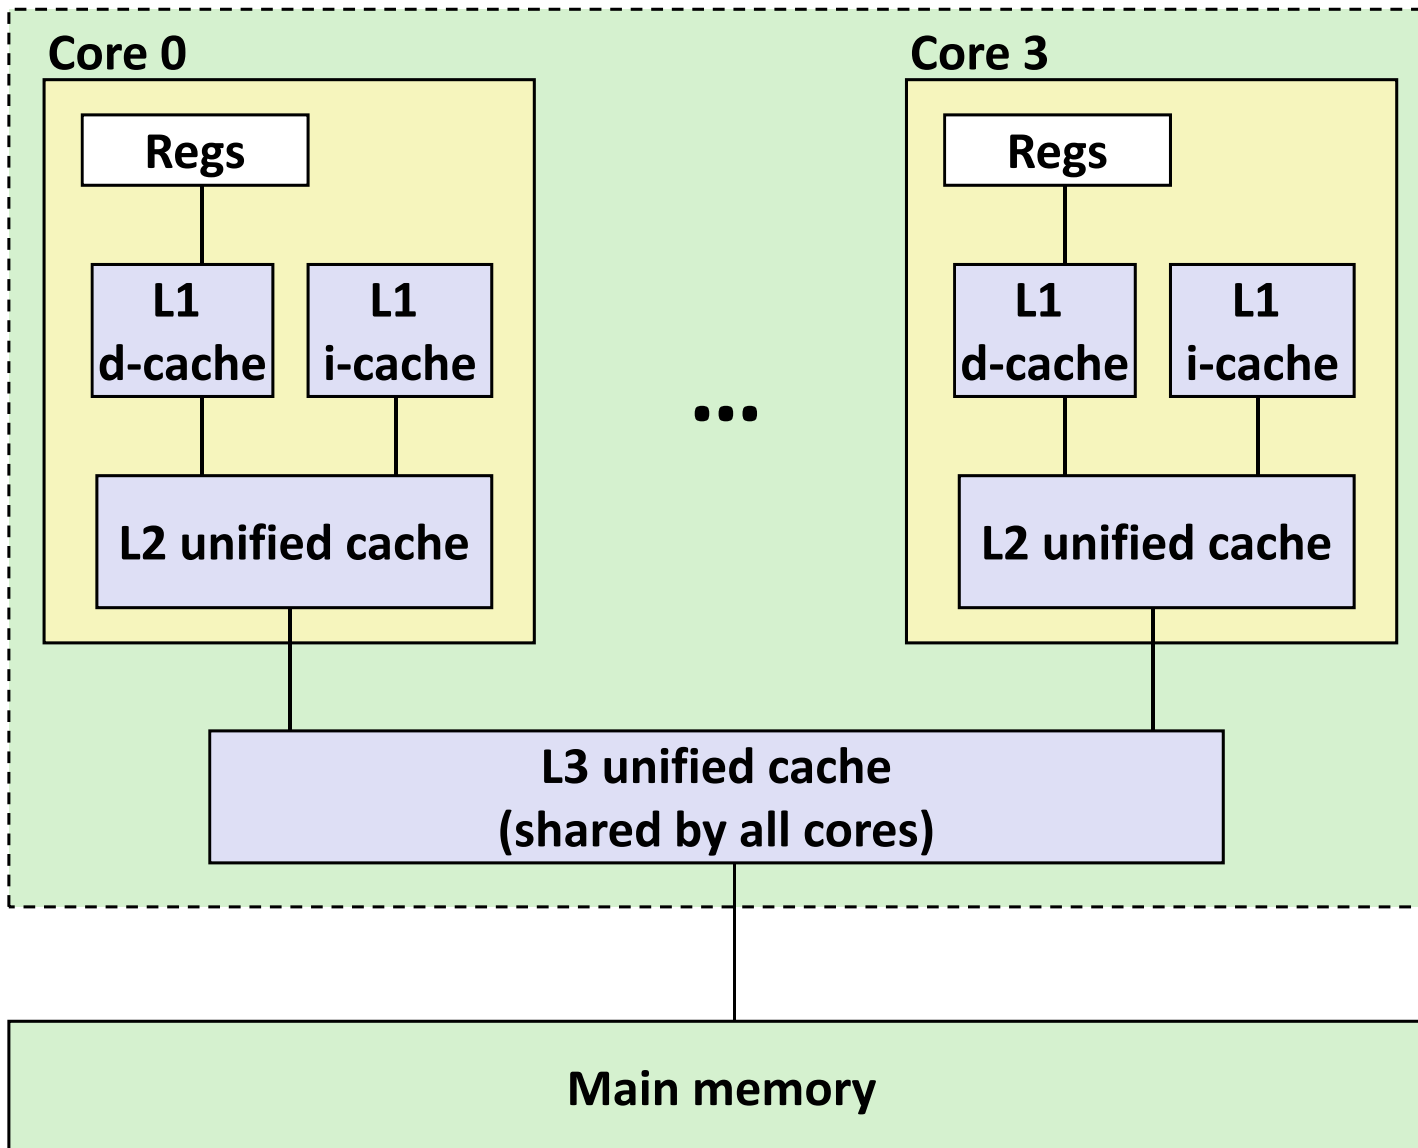 Core 0
Core 3
Regs
Regs
L1
d-cache
L1
i-cache
L1
d-cache
L1
i-cache
...
L2 unified cache
L2 unified cache
L3 unified cache
(shared by all cores)
Main memory